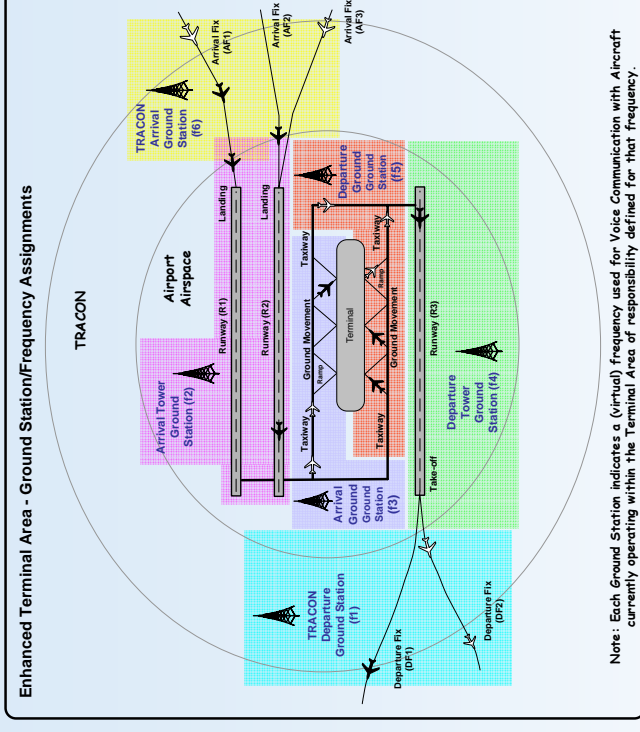 Enhanced Terminal Area - Ground Station/Frequency Assignments
TRACON
TRACON
Arrival
Ground
Station
(f6)
Arrival Fix
(AF1)
Arrival Fix
(AF2)
Arrival Fix
(AF3)
Airport
Airspace
Arrival Tower
Ground
Station (f2)
Runway (R1)
Landing
Runway (R2)
Landing
TRACON
Departure
Ground Station
(f1)
Arrival
Ground
Ground
Station
(f3)
Taxiway
Ground Movement
Taxiway
Ramp
Terminal
Departure
Ground
Ground
Station
(f5)
Ramp
Taxiway
Ground Movement
Taxiway
Departure Fix
(DF1)
Departure Fix
(DF2)
Take-off
Runway (R3)
Departure
Tower
Ground
Station (f4)
Note: Each Ground Station indicates a (virtual) frequency used for Voice Communication with Aircraft
currently operating within the Terminal Area of responsibility defined for that frequency.